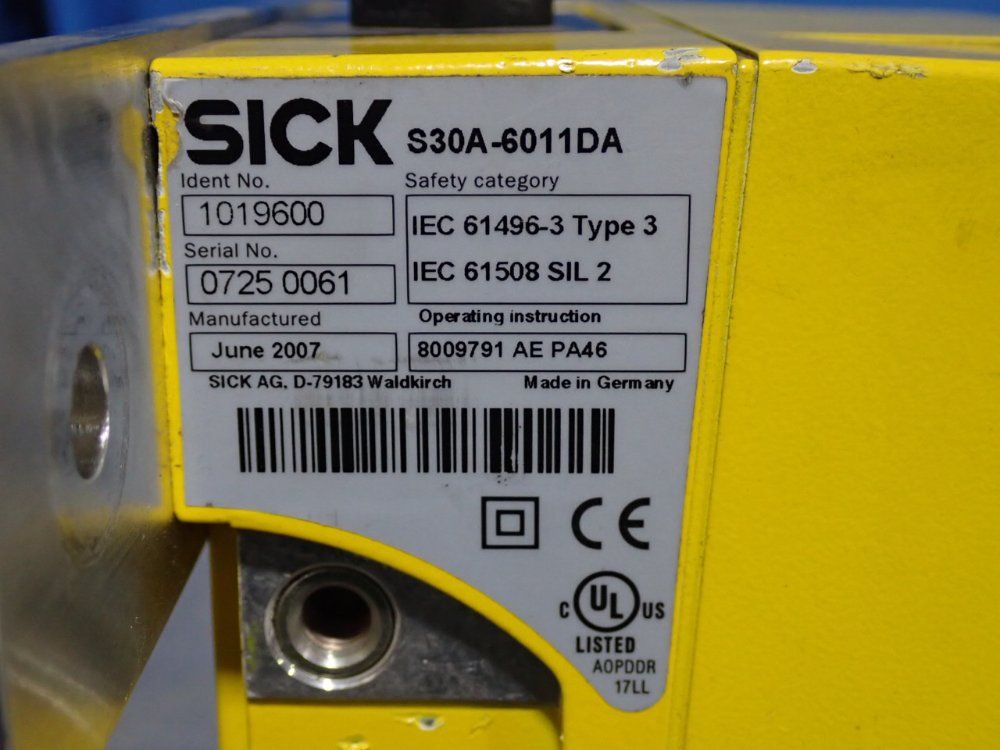 SICK S30A-6011DA
Ident No. Safety category
1019600
IEC 61496-3 Type 3
Serial No.
IEC 61508 SIL 2
0725 0061
Manufactured Operating instruction
June 2007 8009791 AE PA46
SICK AG, D-79183 Waldkirch Made in Germany
CE
C UL US
LISTED
AOPDDR
17LL